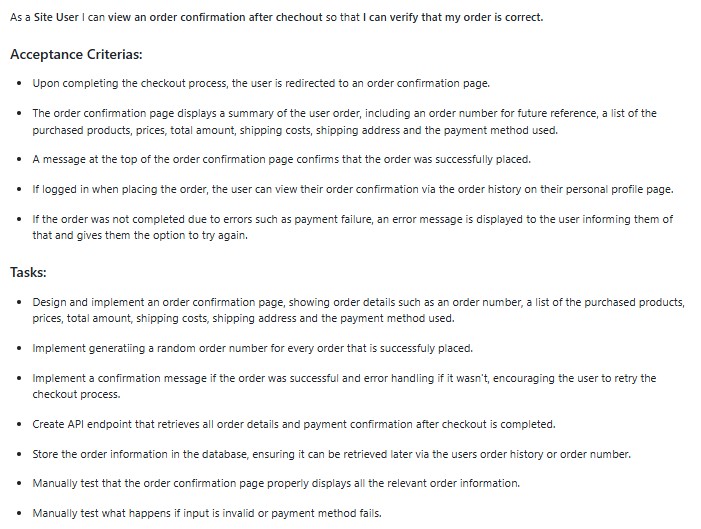 As a Site User I can view an order confirmation after chechout so that I can verify that my order is correct.
Acceptance Criterias:
• Upon completing the checkout process, the user is redirected to an order confirmation page.
• The order confirmation page displays a summary of the user order, including an order number for future reference, a list of the
purchased products, prices, total amount, shipping costs, shipping address and the payment method used.
• A message at the top of the order confirmation page confirms that the order was successfully placed.
• If logged in when placing the order, the user can view their order confirmation via the order history on their personal profile page.
• If the order was not completed due to errors such as payment failure, an error message is displayed to the user informing them of
that and gives them the option to try again.
Tasks:
• Design and implement an order confirmation page, showing order details such as an order number, a list of the purchased products,
prices, total amount, shipping costs, shipping address and the payment method used.
• Implement generatiing a random order number for every order that is successfuly placed.
• Implement a confirmation message if the order was successful and error handling if it wasn't, encouraging the user to retry the
checkout process.
• Create API endpoint that retrieves all order details and payment confirmation after checkout is completed.
• Store the order information in the database, ensuring it can be retrieved later via the users order history or order number.
• Manually test that the order confirmation page properly displays all the relevant order information.
• Manually test what happens if input is invalid or payment method fails.